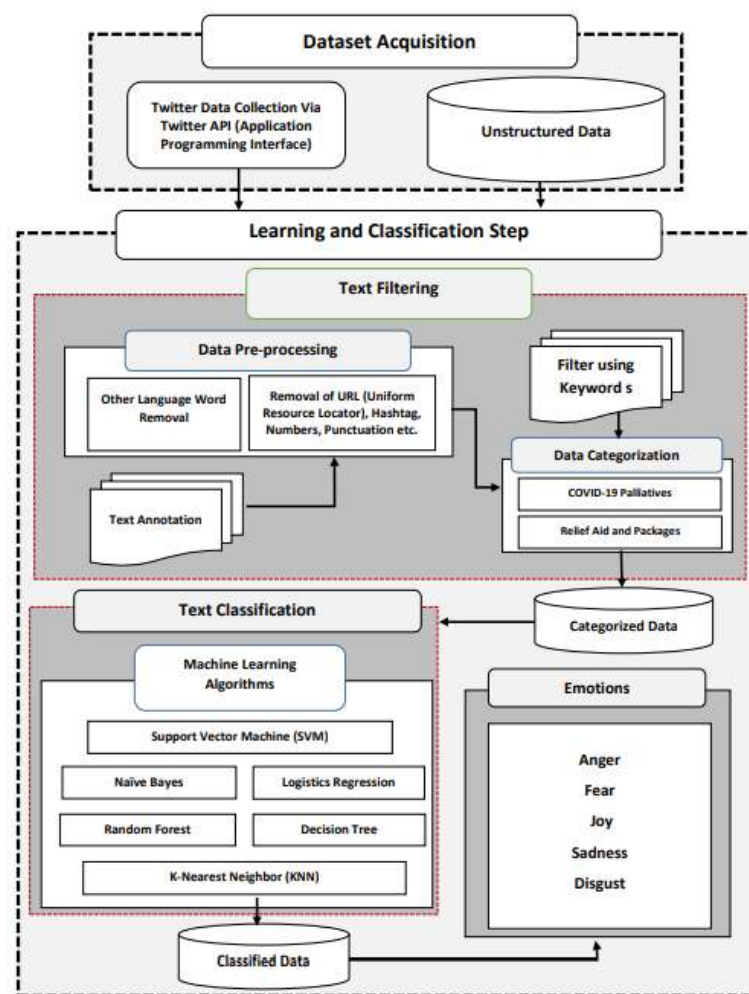 Dataset Acquisition
Twitter Data Collection Via
Twitter API (Application
Programming Interface)
Unstructured Data
Learning and Classification Step
Text Filtering
Data Pre-processing
Other Language Word
Removal
Removal of URL (Uniform
Resource Locator), Hashtag,
Numbers, Punctuation etc.
Text Annotation
Filter using
Keyword s
Data Categorization
COVID-19 Palliatives
Relief Aid and Packages
Categorized Data
Text Classification
Machine Learning
Algorithms
Support Vector Machine (SVM)
Naïve Bayes
Logistics Regression
Random Forest
Decision Tree
K-Nearest Neighbor (KNN)
Classified Data
Emotions
Anger
Fear
Joy
Sadness
Disgust